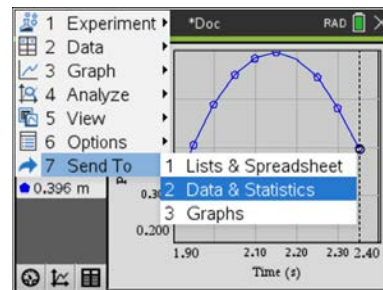 1 Experiment
2 Data
3 Graph
4 Analyze
5 View
6 Options
7 Send To
*Doc
RAD
1 Lists & Spreadsheet
2 Data & Statistics
3 Graphs
0.396 m
0.200
1.90
2.10
2.20
2.30
2.40
Time (s)